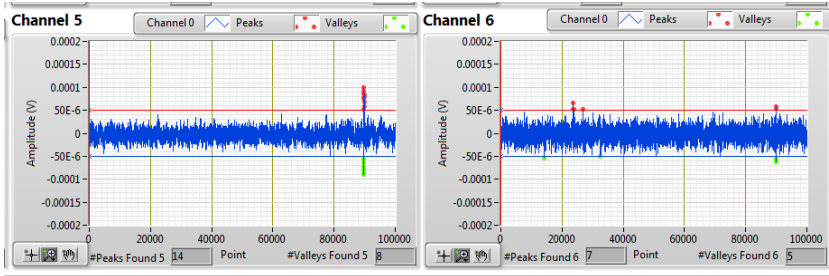 Channel 5
Channel 0 Peaks Valleys
0.0002
0.00015
0.0001
50E-6
0
-50E-6
-0.0001
-0.00015
-0.0002
Amplitude (V)
0 20000 40000 60000 80000 100000
#Peaks Found 5 14 Point #Valleys Found 5 8
Channel 6
Channel 0 Peaks Valleys
0.0002
0.00015
0.0001
50E-6
0
-50E-6
-0.0001
-0.00015
-0.0002
Amplitude (V)
0 20000 40000 60000 80000 100000
#Peaks Found 6 7 Point #Valleys Found 6 5